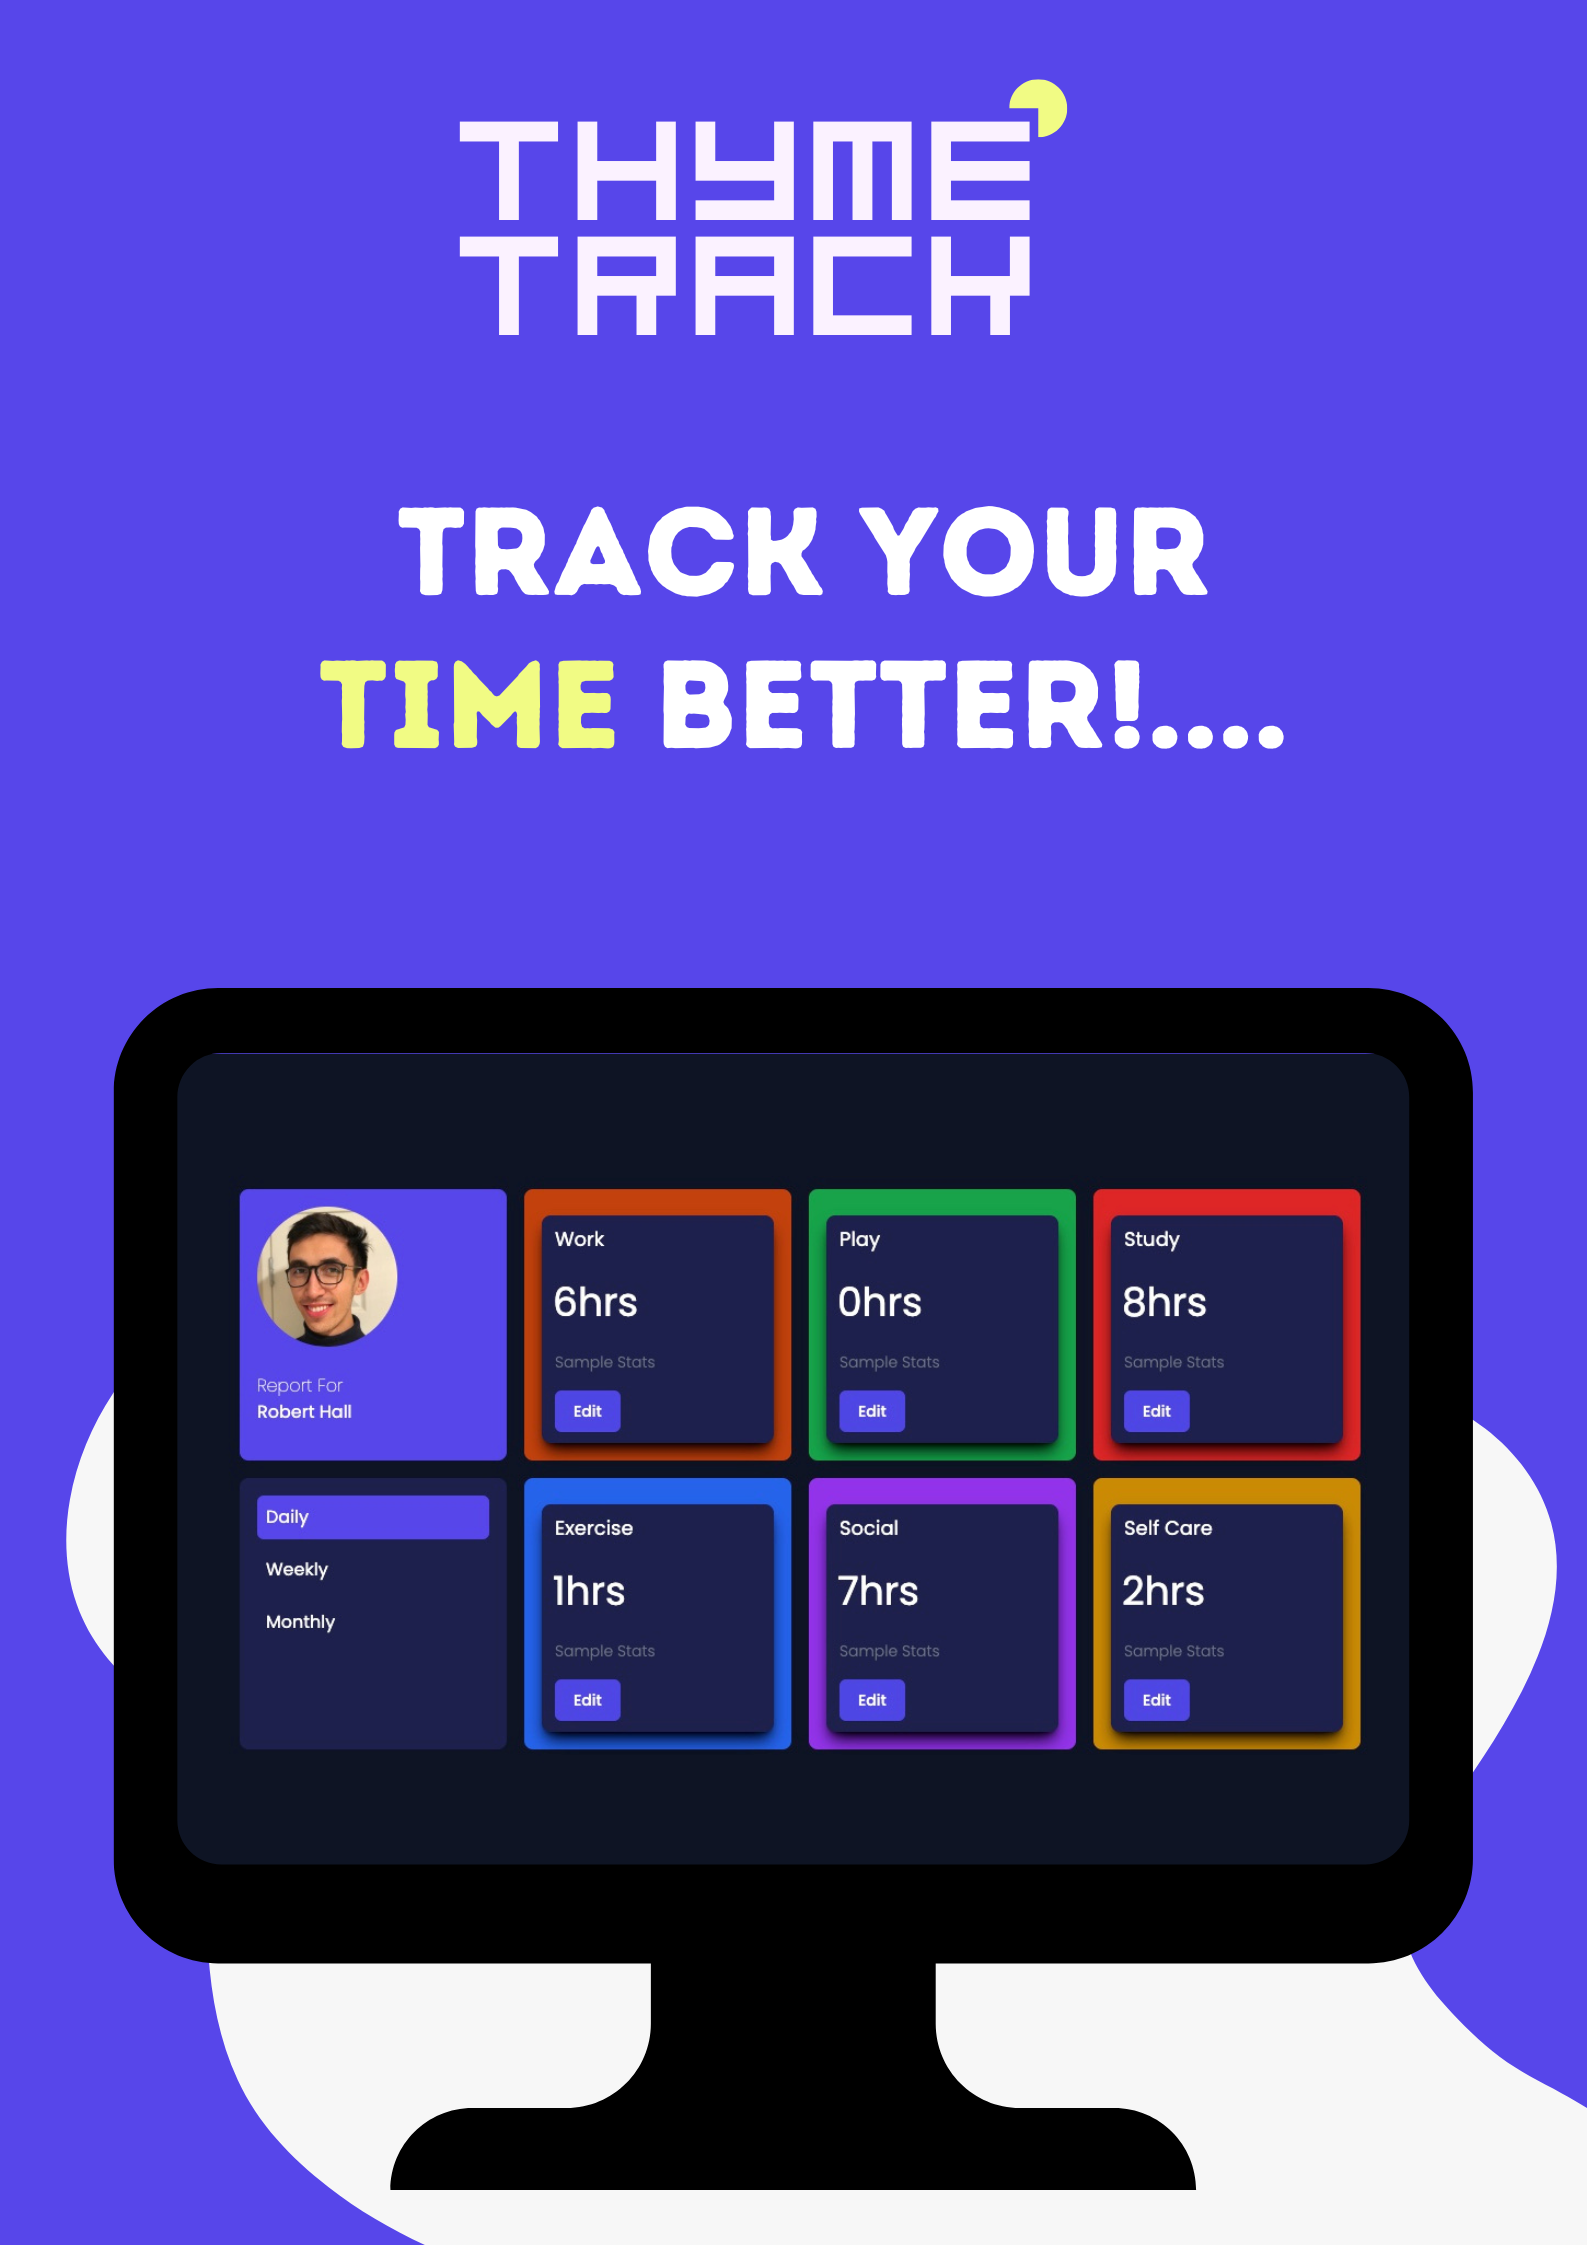 THYME
TRACK
TRACK YOUR
TIME BETTER!....
Report For
Robert Hall
Work
6hrs
Sample Stats
Edit
Play
0hrs
Sample Stats
Edit
Study
8hrs
Sample Stats
Edit
Daily
Weekly
Monthly
Exercise
1hrs
Sample Stats
Edit
Social
7hrs
Sample Stats
Edit
Self Care
2hrs
Sample Stats
Edit